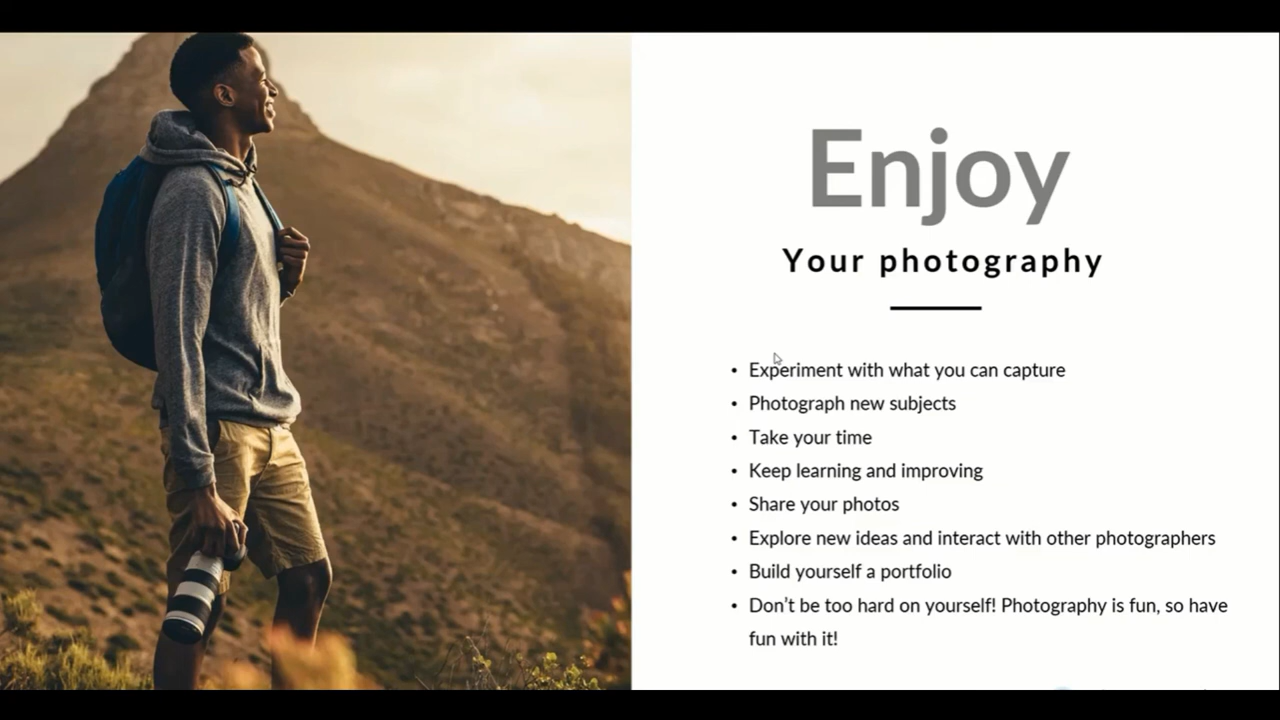 Enjoy
Your photography
• Experiment with what you can capture
• Photograph new subjects
• Take your time
• Keep learning and improving
• Share your photos
• Explore new ideas and interact with other photographers
• Build yourself a portfolio
• Don’t be too hard on yourself! Photography is fun, so have
fun with it!